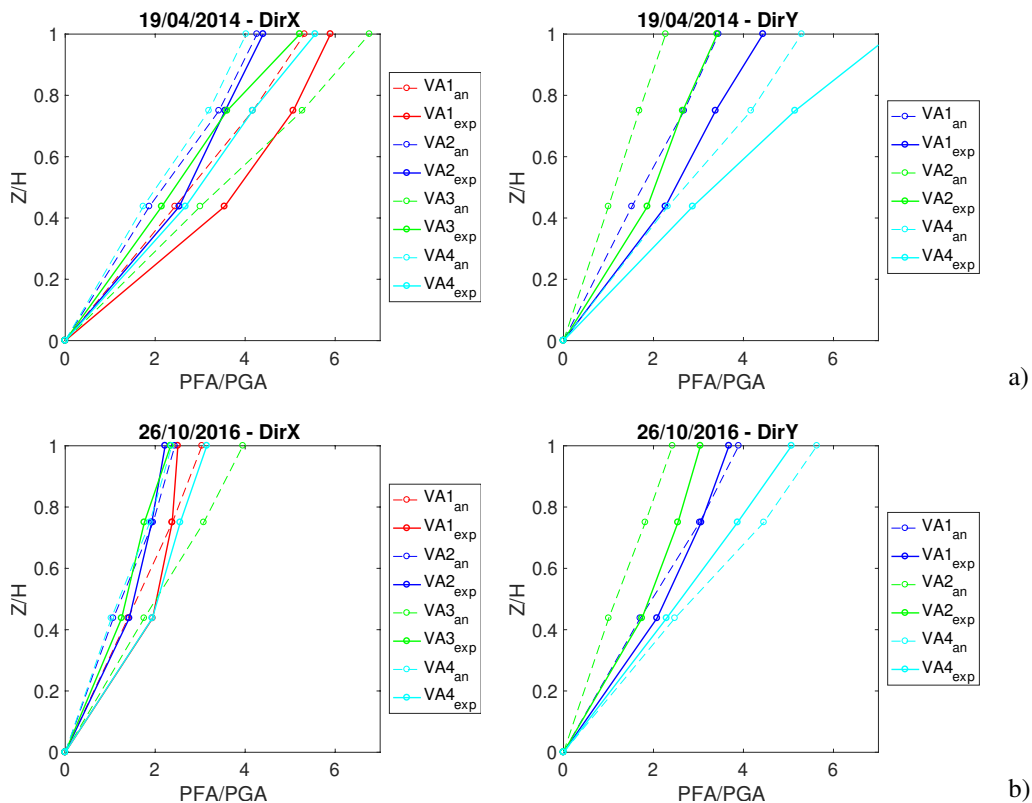 19/04/2014 - DirX
1
0.8
0.6
0.4
0.2
0
Z/H
0 2 4 6
PFA/PGA
VA1an
VA1exp
VA2an
VA2exp
VA3an
VA3exp
VA4an
VA4exp
19/04/2014 - DirY
1
0.8
0.6
0.4
0.2
0
Z/H
0 2 4 6
PFA/PGA
VA1an
VA1exp
VA2an
VA2exp
VA4an
VA4exp
a)
26/10/2016 - DirX
1
0.8
0.6
0.4
0.2
0
Z/H
0 2 4 6
PFA/PGA
VA1an
VA1exp
VA2an
VA2exp
VA3an
VA3exp
VA4an
VA4exp
26/10/2016 - DirY
1
0.8
0.6
0.4
0.2
0
Z/H
0 2 4 6
PFA/PGA
VA1an
VA1exp
VA2an
VA2exp
VA4an
VA4exp
b)